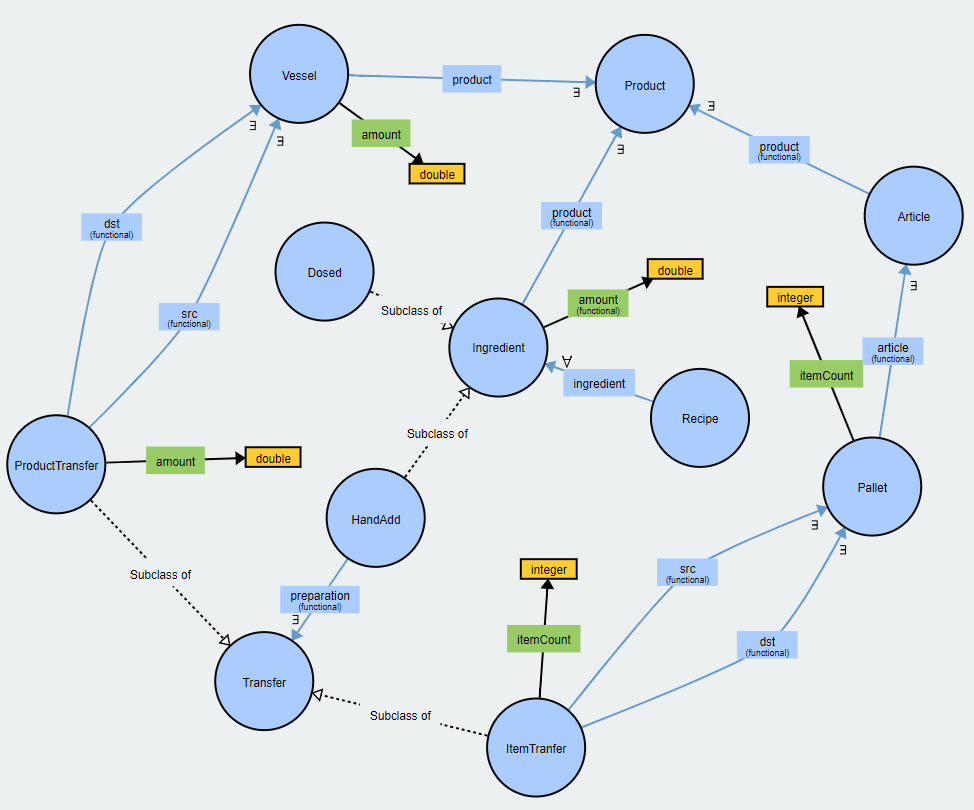 Vessel
product
∃
Product
∃
amount
double
∃
∃
∃
product
(functional)
Article
dst
(functional)
product
(functional)
Dosed
Subclass of
double
amount
(functional)
∃
integer
src
(functional)
Ingredient
∀
ingredient
article
(functional)
itemCount
Recipe
Subclass of
ProductTransfer
amount
double
Pallet
HandAdd
∃
∃
Subclass of
integer
src
(functional)
preparation
(functional)
∃
itemCount
dst
(functional)
Transfer
Subclass of
ItemTranfer